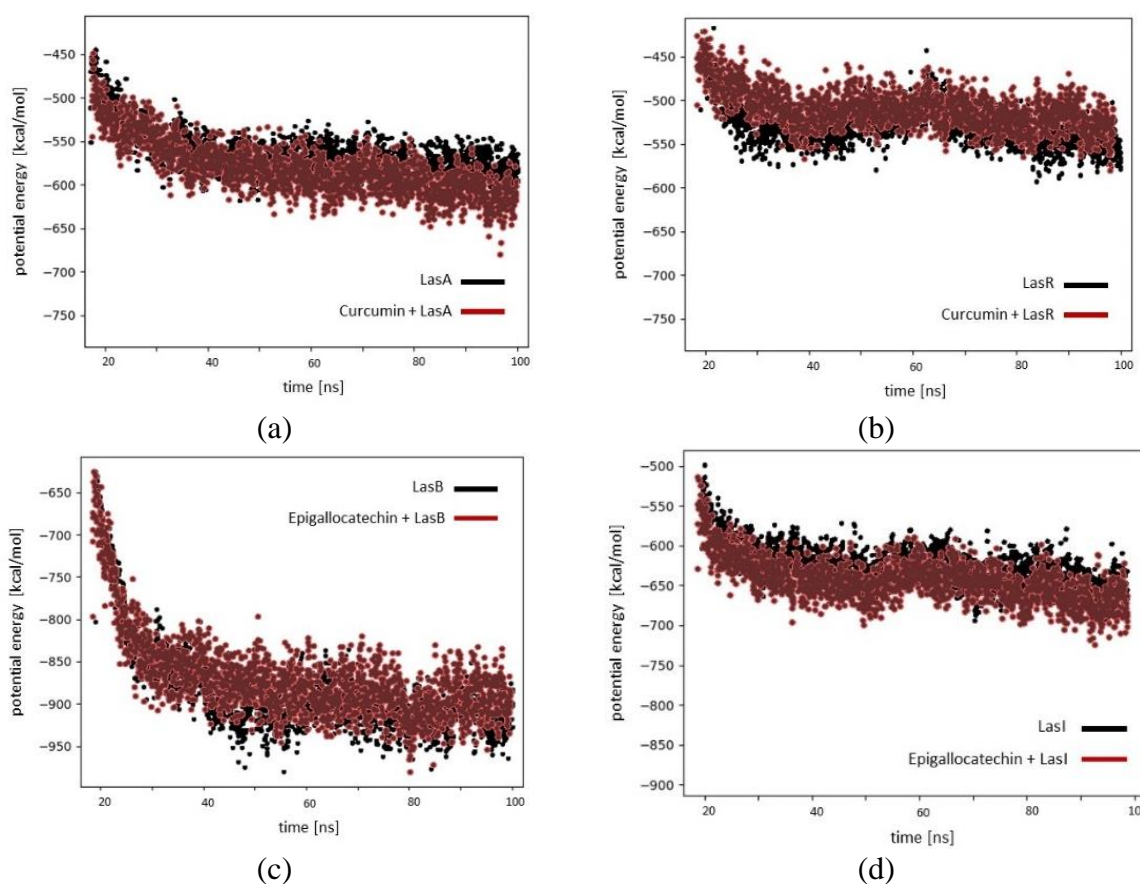 −450
−500
−550
−600
−650
−700
−750
potential energy [kcal/mol]
LasA
Curcumin + LasA
20
40
60
80
100
time [ns]
(a)
−450
−500
−550
−600
−650
−700
−750
potential energy [kcal/mol]
LasR
Curcumin + LasR
20
40
60
80
100
time [ns]
(b)
−650
−700
−750
−800
−850
−900
−950
potential energy [kcal/mol]
LasB
Epigallocatechin + LasB
20
40
60
80
100
time [ns]
(c)
−500
−550
−600
−650
−700
−750
−800
−850
−900
potential energy [kcal/mol]
LasI
Epigallocatechin + LasI
20
40
60
80
10
time [ns]
(d)